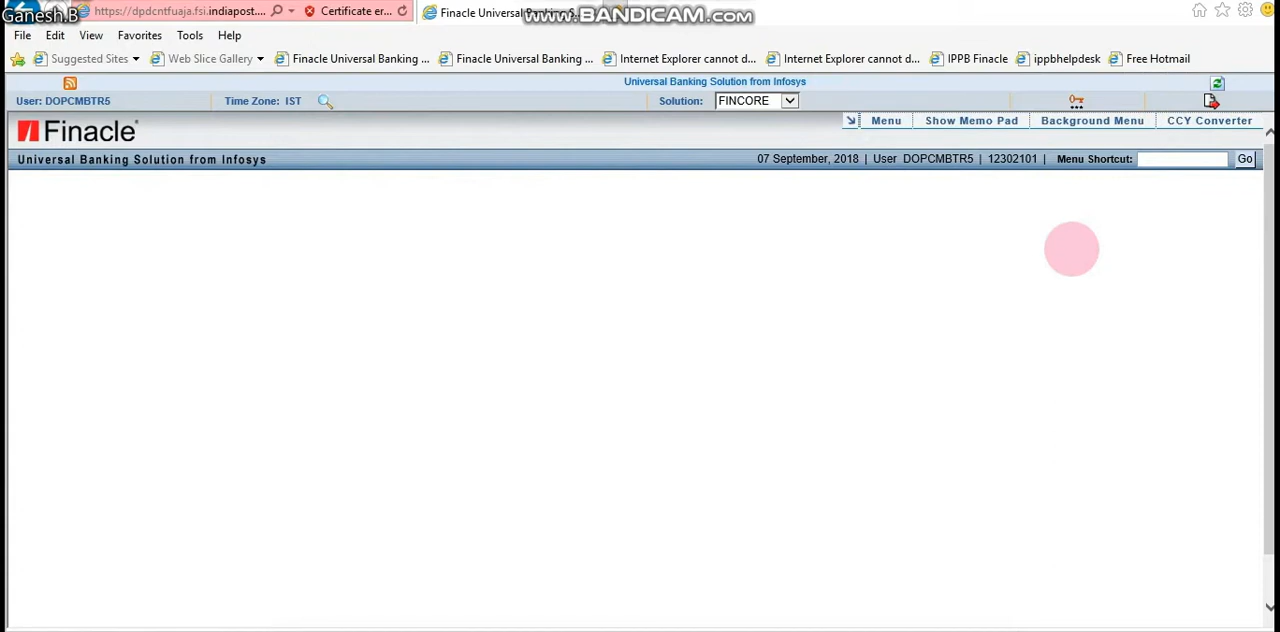 Ganesh.B
www.BANDICAM.com
https://dpdcntfuaja.fsi.indiapost.... Certificate er... Finacle Universal Banking S...
File Edit View Favorites Tools Help
Suggested Sites Web Slice Gallery Finacle Universal Banking ... Finacle Universal Banking ... Internet Explorer cannot d... Internet Explorer cannot d... IPPB Finacle ippbhelpdesk Free Hotmail
Universal Banking Solution from Infosys
User: DOPCMBTR5 Time Zone: IST Solution: FINCORE
Menu Show Memo Pad Background Menu CCY Converter
Finacle
Universal Banking Solution from Infosys 07 September, 2018 | User DOPCMBTR5 | 12302101 | Menu Shortcut: Go